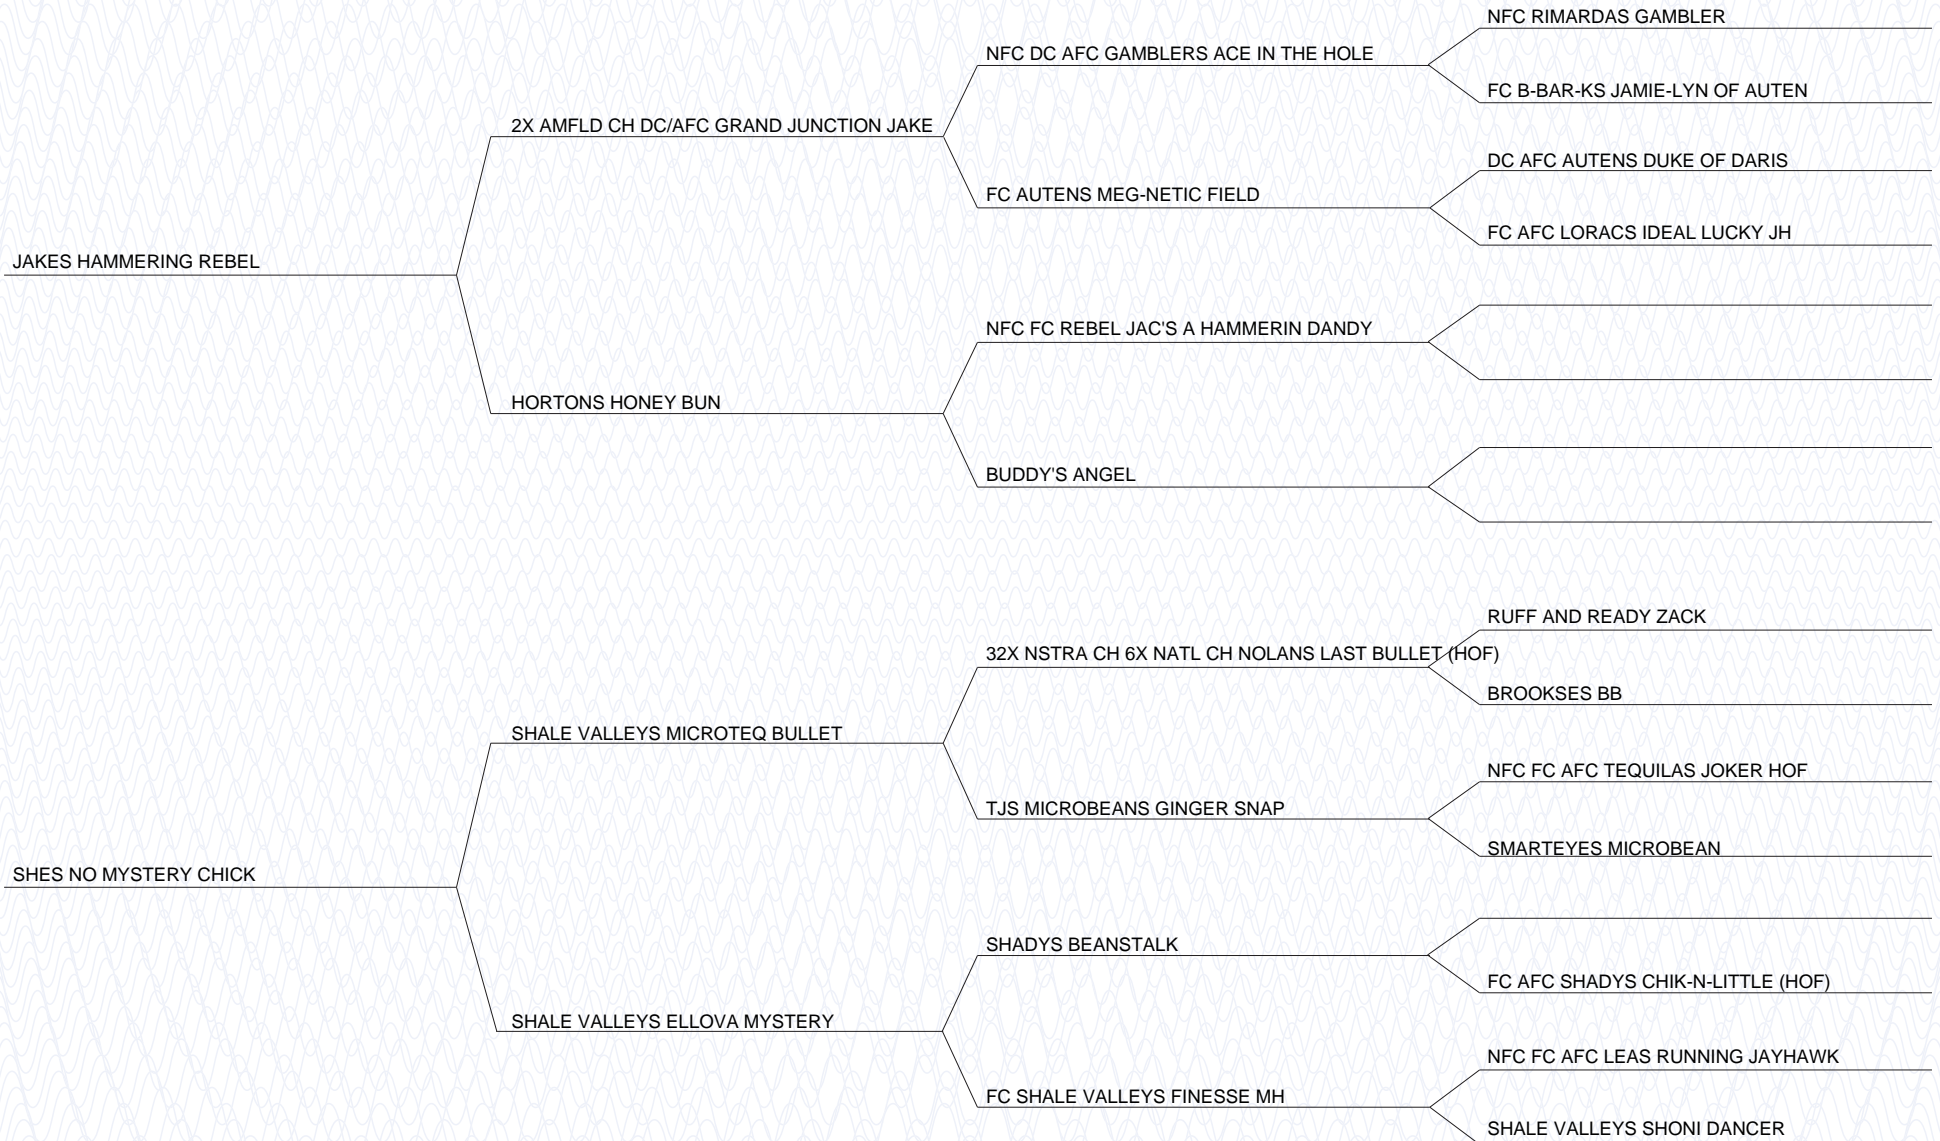 NFC RIMARDAS GAMBLER
NFC DC AFC GAMBLERS ACE IN THE HOLE
FC B-BAR-KS JAMIE-LYN OF AUTEN
2X AMFLD CH DC/AFC GRAND JUNCTION JAKE
DC AFC AUTENS DUKE OF DARIS
FC AUTENS MEG-NETIC FIELD
FC AFC LORACS IDEAL LUCKY JH
JAKES HAMMERING REBEL
NFC FC REBEL JAC'S A HAMMERIN DANDY
HORTONS HONEY BUN
BUDDY'S ANGEL
RUFF AND READY ZACK
32X NSTRA CH 6X NATL CH NOLANS LAST BULLET (HOF)
BROOKSES BB
SHALE VALLEYS MICROTEQ BULLET
NFC FC AFC TEQUILAS JOKER HOF
TJS MICROBEANS GINGER SNAP
SMARTEYES MICROBEAN
SHES NO MYSTERY CHICK
SHADYS BEANSTALK
FC AFC SHADYS CHIK-N-LITTLE (HOF)
SHALE VALLEYS ELLOVA MYSTERY
NFC FC AFC LEAS RUNNING JAYHAWK
FC SHALE VALLEYS FINESSE MH
SHALE VALLEYS SHONI DANCER